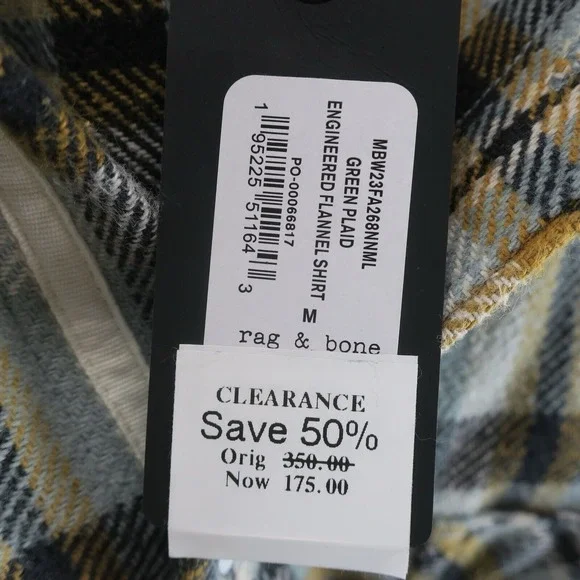 MBW23FA268NNML
GREEN PLAID
ENGINEERED FLANNEL SHIRT
M
PO-00066817
1 95225 51164 3
rag & bone
CLEARANCE
Save 50%
Orig 350.00
Now 175.00